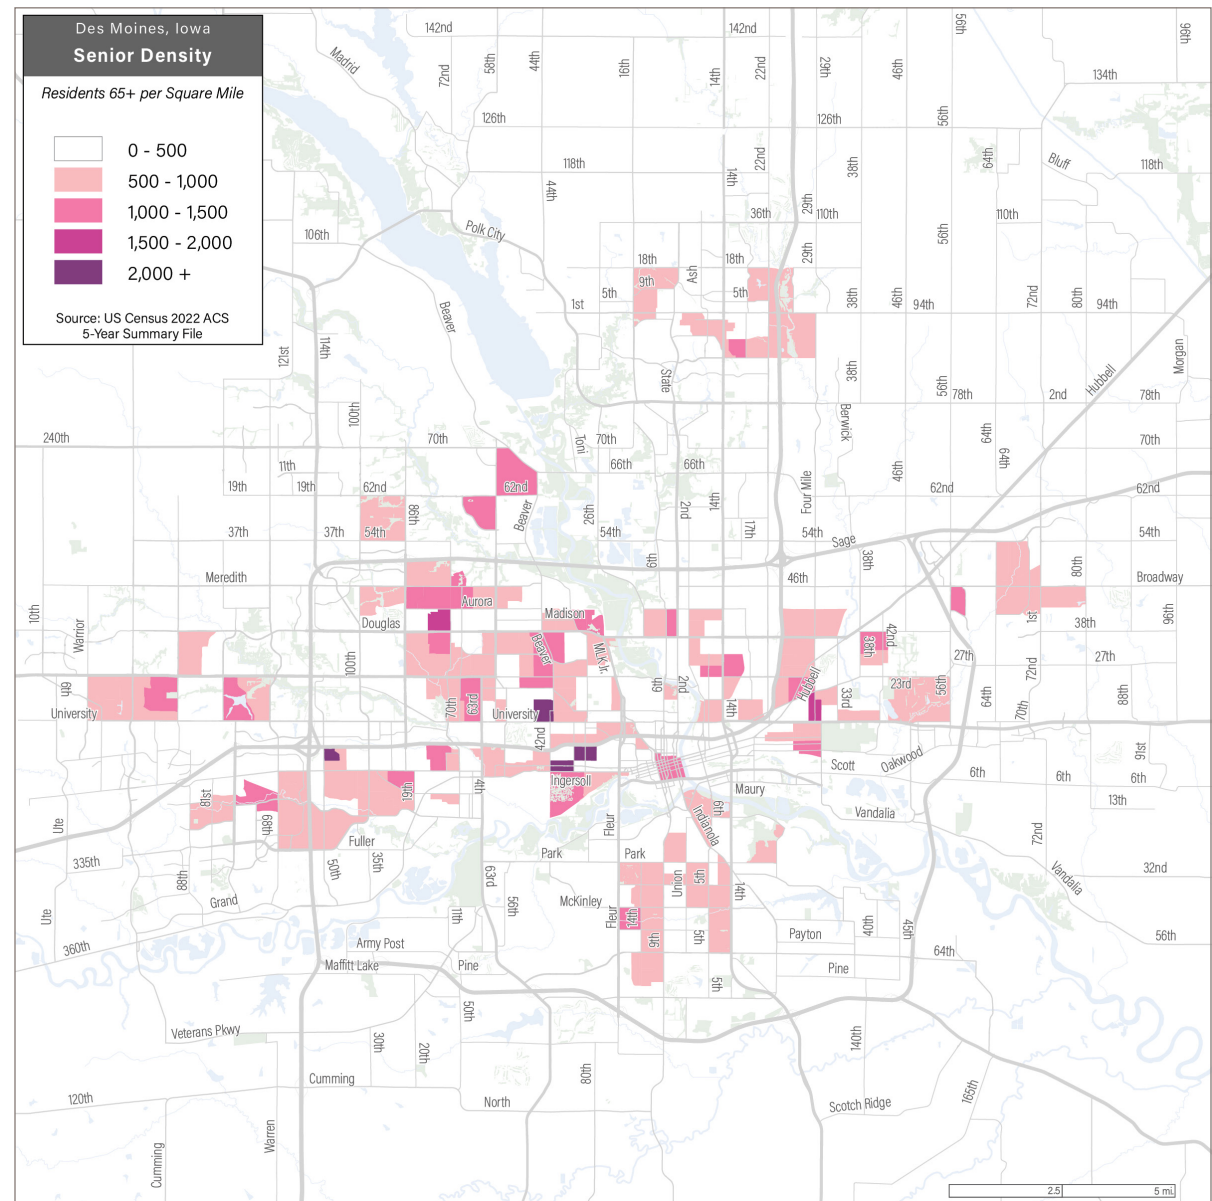 Des Moines, Iowa
Senior Density
Residents 65+ per Square Mile
0 - 500
500 - 1,000
1,000 - 1,500
1,500 - 2,000
2,000 +
Source: US Census 2022 ACS
5-Year Summary File
142nd
142nd
56th
96th
Madrid
72nd
58th
44th
16th
14th
22nd
29th
46th
134th
126th
126th
56th
118th
14th
22nd
38th
64th
Bluff
118th
44th
29th
36th
110th
110th
Morgan
106th
Polk City
56th
18th
18th
29th
9th
Ash
5th
5th
1st
38th
46th
94th
72nd
80th
94th
Beaver
121st
114th
State
38th
56th
Hubbell
Morgan
78th
2nd
78th
100th
Berwick
240th
70th
Toni
70th
64th
70th
11th
66th
66th
46th
64th
19th
19th
62nd
62nd
62nd
62nd
86th
Beaver
26th
2nd
14th
Four Mile
37th
37th
54th
54th
17th
54th
54th
Sage
6th
38th
Meredith
46th
80th
Broadway
10th
Aurora
Madison
1st
96th
Warrior
Douglas
42nd
38th
38th
100th
Beaver
MLK Jr.
27th
72nd
27th
6th
6th
2nd
Hubbell
23rd
56th
64th
88th
University
70th
63rd
University
14th
33rd
70th
42nd
91st
Scott
Oakwood
6th
6th
6th
81st
19th
4th
Ingersoll
Maury
13th
Ute
68th
6th
Vandalia
Fleur
Indianola
Fuller
72nd
335th
50th
35th
Park
Park
Vandalia
32nd
88th
63rd
Union
5th
14th
Grand
56th
McKinley
Ute
11th
Fleur
14th
40th
45th
360th
Army Post
9th
5th
Payton
56th
64th
Maffitt Lake
Pine
Pine
5th
50th
Veterans Pkwy
30th
20th
140th
Cumming
80th
165th
120th
North
Scotch Ridge
Warren
Cumming
2.5
5 mi.